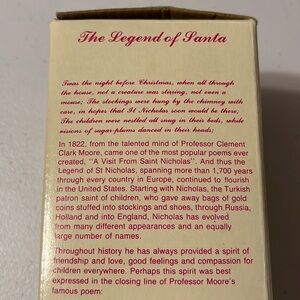 The Legend of Santa
Twas the night before Christmas, when all through
the house, not a creature was stirring, not even a
mouse; The stockings were hung by the chimney with
care, in hopes that St Nicholas soon would be there;
The children were nestled all snug in their beds, while
visions of sugar-plums danced in their heads;
In 1822, from the talented mind of Professor Clement
Clark Moore, came one of the most popular poems ever
created, "A Visit From Saint Nicholas". And thus the
Legend of St Nicholas, spanning more than 1,700 years
through every country in Europe, continued to flourish
in the United States. Starting with Nicholas, the Turkish
patron saint of children, who gave away bags of gold
coins stuffed into stockings and shoes, through Russia,
Holland and into England, Nicholas has evolved
from many different appearances and an equally
large number of names.
Throughout history he has always provided a spirit of
friendship and love, good feelings and compassion for
children everywhere. Perhaps this spirit was best
expressed in the closing line of Professor Moore's
famous poem: